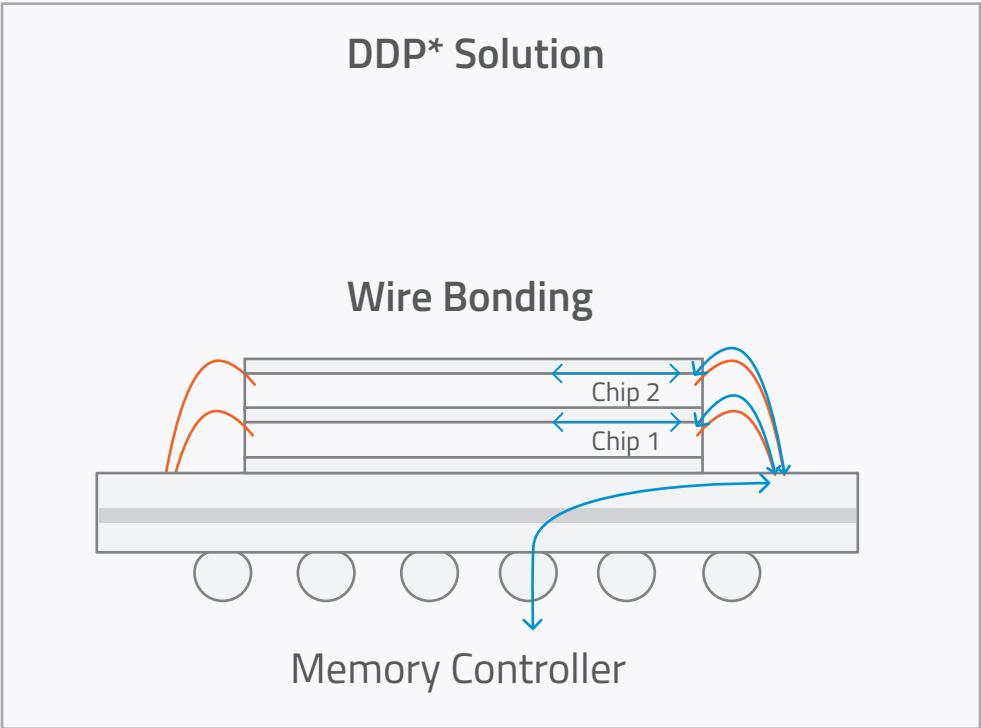 DDP* Solution
Wire Bonding
Chip 2
Chip 1
Memory Controller